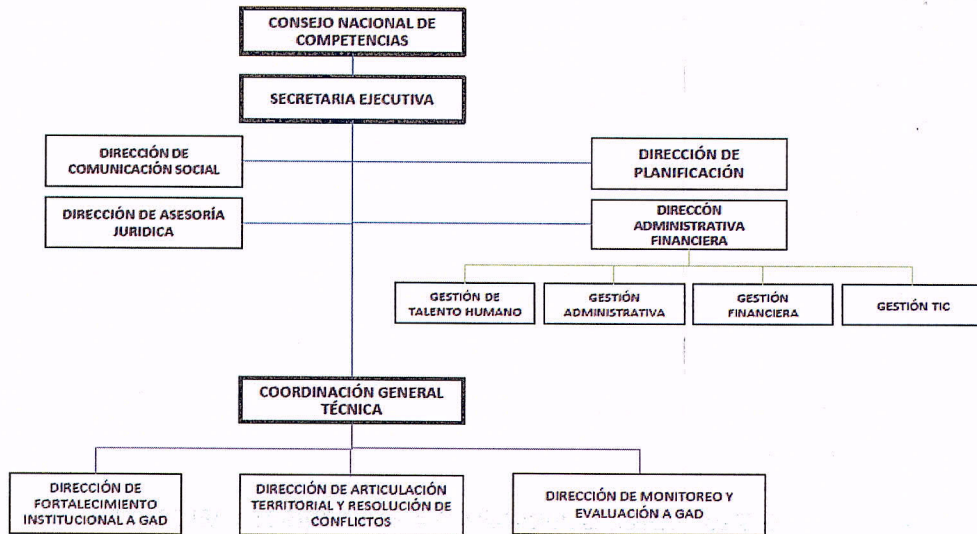 CONSEJO NACIONAL DE
COMPETENCIAS
SECRETARIA EJECUTIVA
DIRECCIÓN DE
COMUNICACIÓN SOCIAL
DIRECCIÓN DE
PLANIFICACIÓN
DIRECCIÓN DE ASESORÍA
JURIDICA
DIRECCÓN
ADMINISTRATIVA
FINANCIERA
GESTIÓN DE
TALENTO HUMANO
GESTIÓN
ADMINISTRATIVA
GESTIÓN
FINANCIERA
GESTIÓN TIC
COORDINACIÓN GENERAL
TÉCNICA
DIRECCIÓN DE
FORTALECIMIENTO
INSTITUCIONAL A GAD
DIRECCIÓN DE ARTICULACIÓN
TERRITORIAL Y RESOLUCIÓN DE
CONFLICTOS
DIRECCIÓN DE MONITOREO Y
EVALUACIÓN A GAD